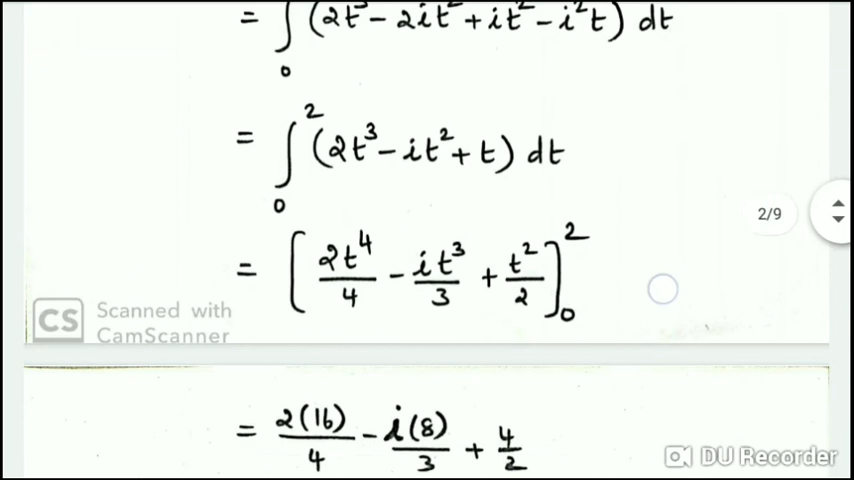 = ∫₀ (2t³ - 2it² + it² - i²t) dt
= ∫₀² (2t³ - it² + t) dt
2/9
= [2t⁴/4 - it³/3 + t²/2]₀²
CS Scanned with
CamScanner
= 2(16)/4 - i(8)/3 + 4/2
DU Recorder